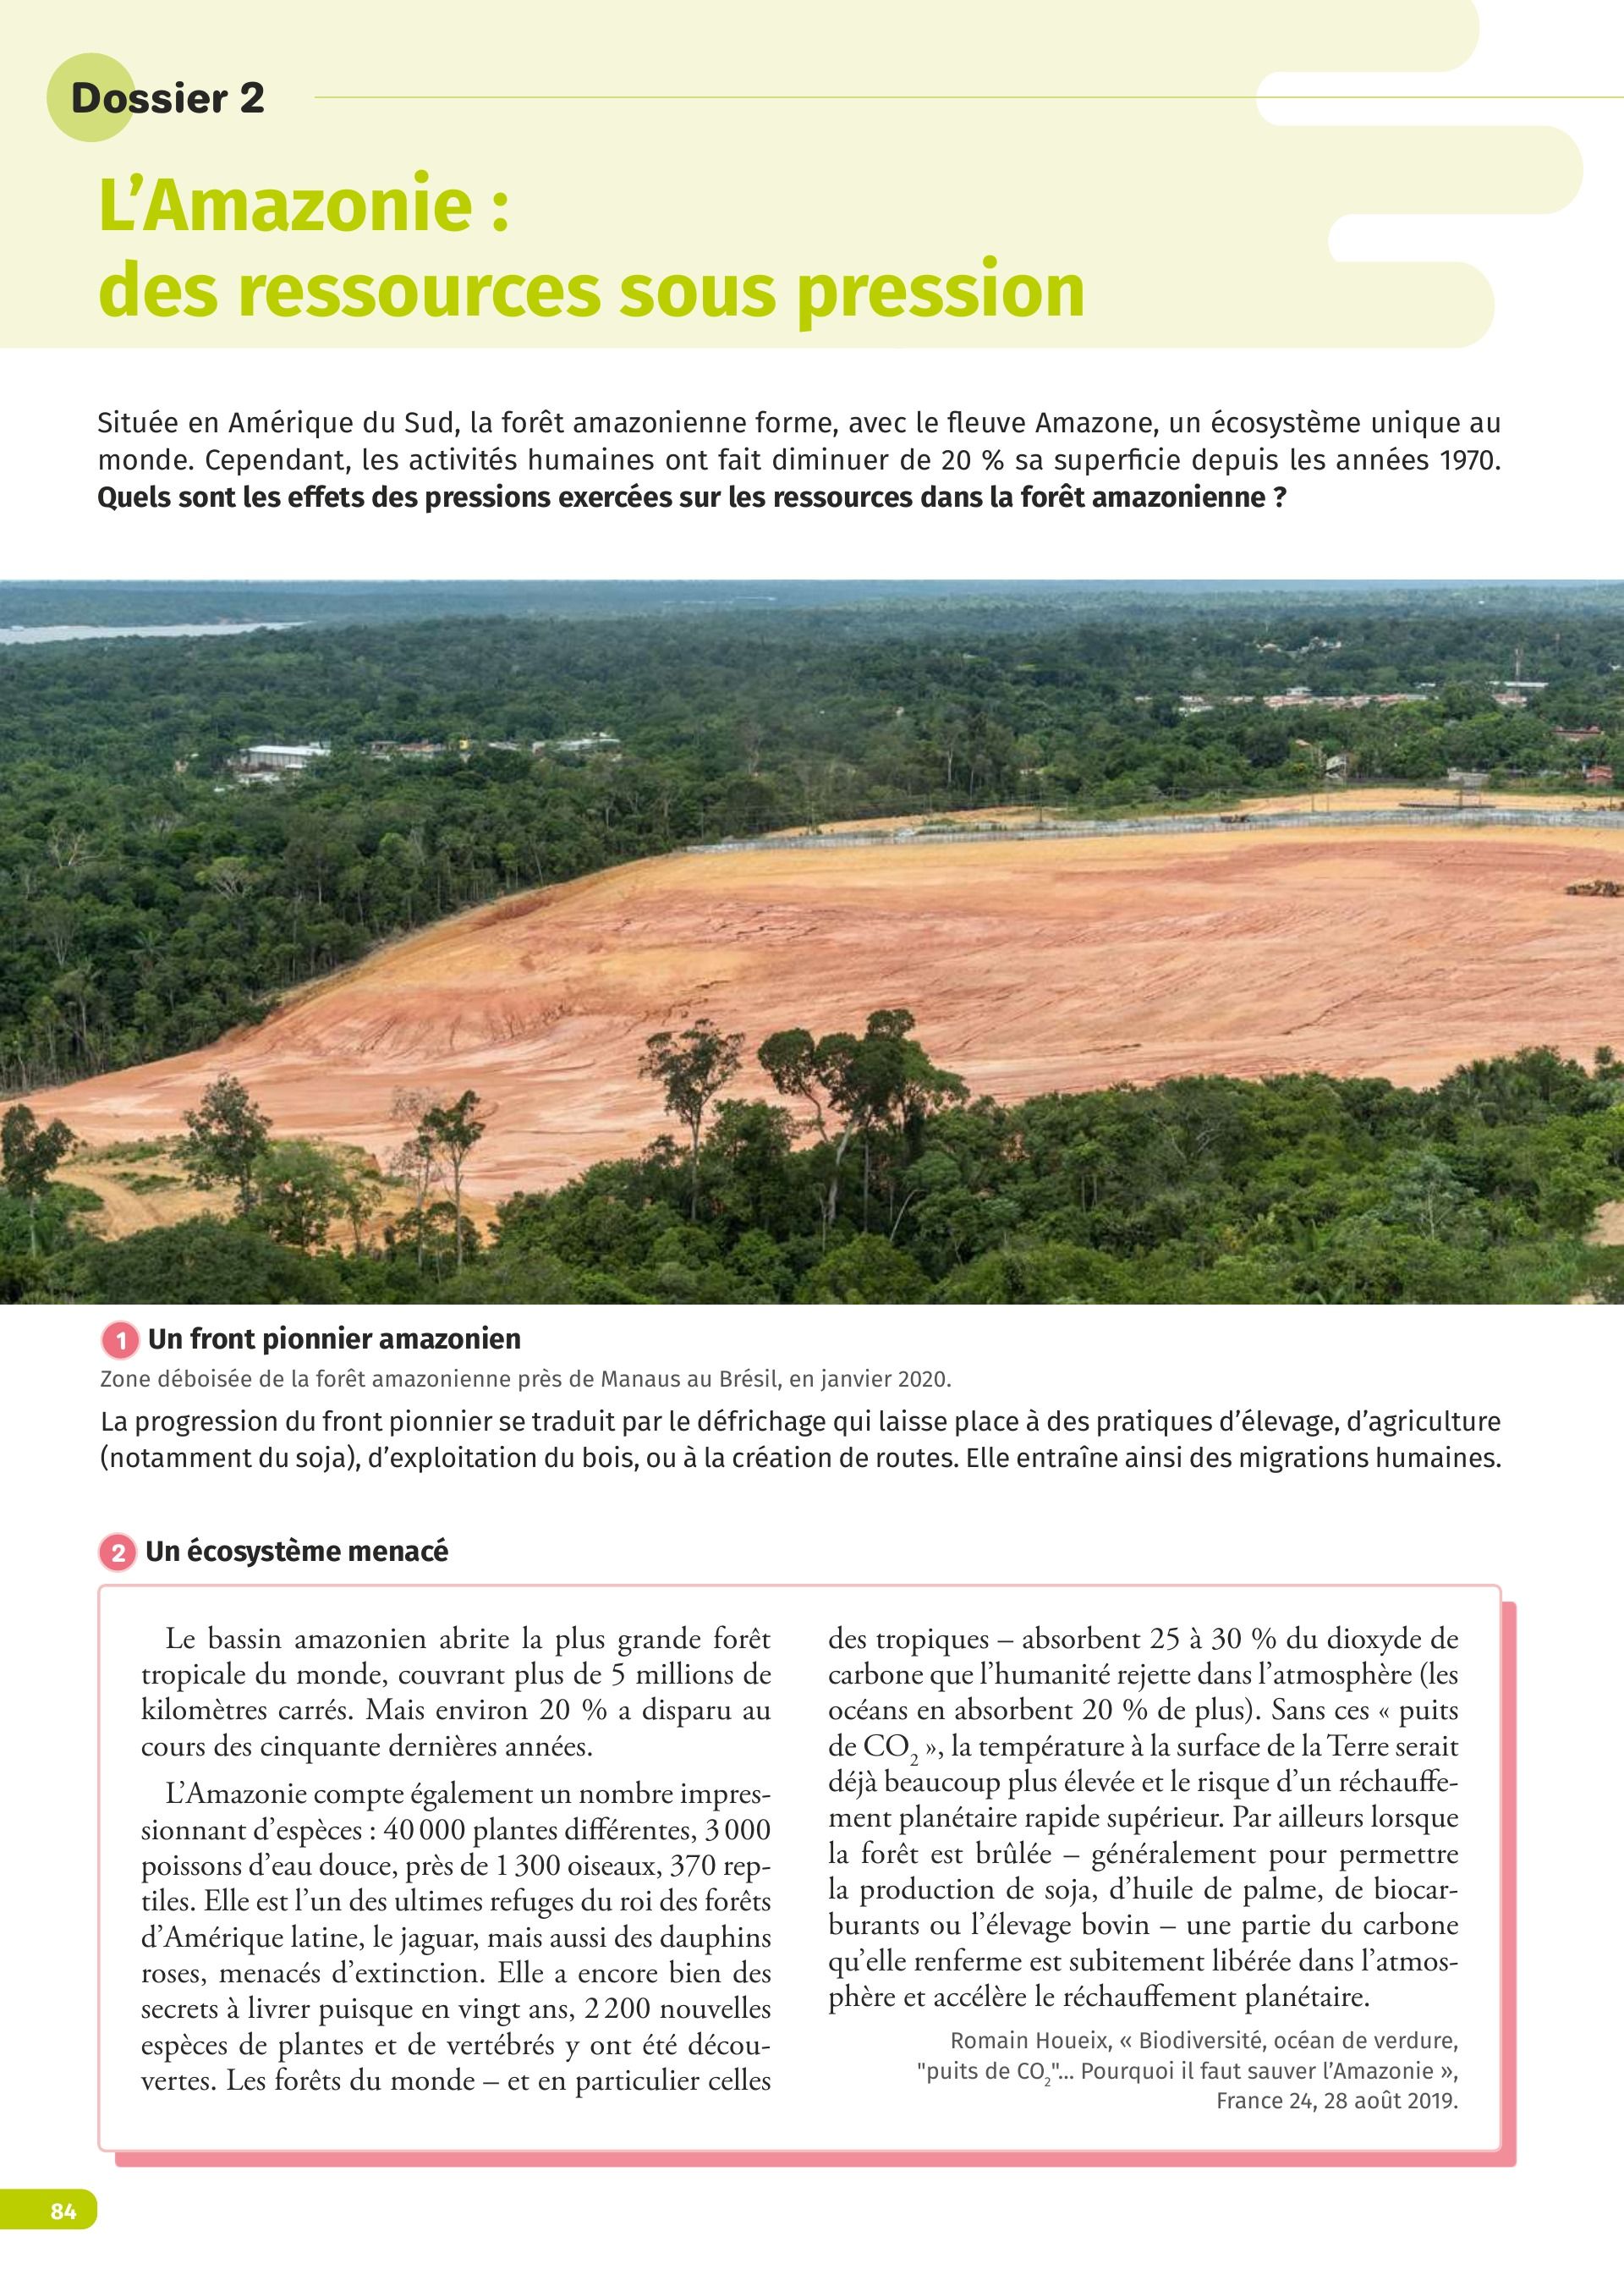 Dossier 2
L’Amazonie :
des ressources sous pression
Située en Amérique du Sud, la forêt amazonienne forme, avec le fleuve Amazone, un écosystème unique au
monde. Cependant, les activités humaines ont fait diminuer de 20 % sa superficie depuis les années 1970.
Quels sont les effets des pressions exercées sur les ressources dans la forêt amazonienne ?
1 Un front pionnier amazonien
Zone déboisée de la forêt amazonienne près de Manaus au Brésil, en janvier 2020.
La progression du front pionnier se traduit par le défrichage qui laisse place à des pratiques d’élevage, d’agriculture
(notamment du soja), d’exploitation du bois, ou à la création de routes. Elle entraîne ainsi des migrations humaines.
2 Un écosystème menacé
Le bassin amazonien abrite la plus grande forêt
tropicale du monde, couvrant plus de 5 millions de
kilomètres carrés. Mais environ 20 % a disparu au
cours des cinquante dernières années.
L’Amazonie compte également un nombre impres-
sionnant d’espèces : 40 000 plantes différentes, 3 000
poissons d’eau douce, près de 1 300 oiseaux, 370 rep-
tiles. Elle est l’un des ultimes refuges du roi des forêts
d’Amérique latine, le jaguar, mais aussi des dauphins
roses, menacés d’extinction. Elle a encore bien des
secrets à livrer puisque en vingt ans, 2 200 nouvelles
espèces de plantes et de vertébrés y ont été décou-
vertes. Les forêts du monde – et en particulier celles
des tropiques – absorbent 25 à 30 % du dioxyde de
carbone que l’humanité rejette dans l’atmosphère (les
océans en absorbent 20 % de plus). Sans ces « puits
de CO₂ », la température à la surface de la Terre serait
déjà beaucoup plus élevée et le risque d’un réchauffe-
ment planétaire rapide supérieur. Par ailleurs lorsque
la forêt est brûlée – généralement pour permettre
la production de soja, d’huile de palme, de biocar-
burants ou l’élevage bovin – une partie du carbone
qu’elle renferme est subitement libérée dans l’atmos-
phère et accélère le réchauffement planétaire.
Romain Houeix, « Biodiversité, océan de verdure,
"puits de CO₂"... Pourquoi il faut sauver l’Amazonie »,
France 24, 28 août 2019.
84